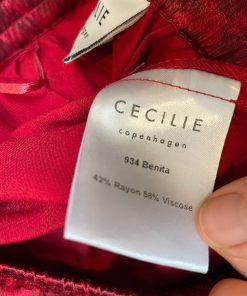 CECILIE
copenhagen
934 Benita
42% Rayon 58% Viscose